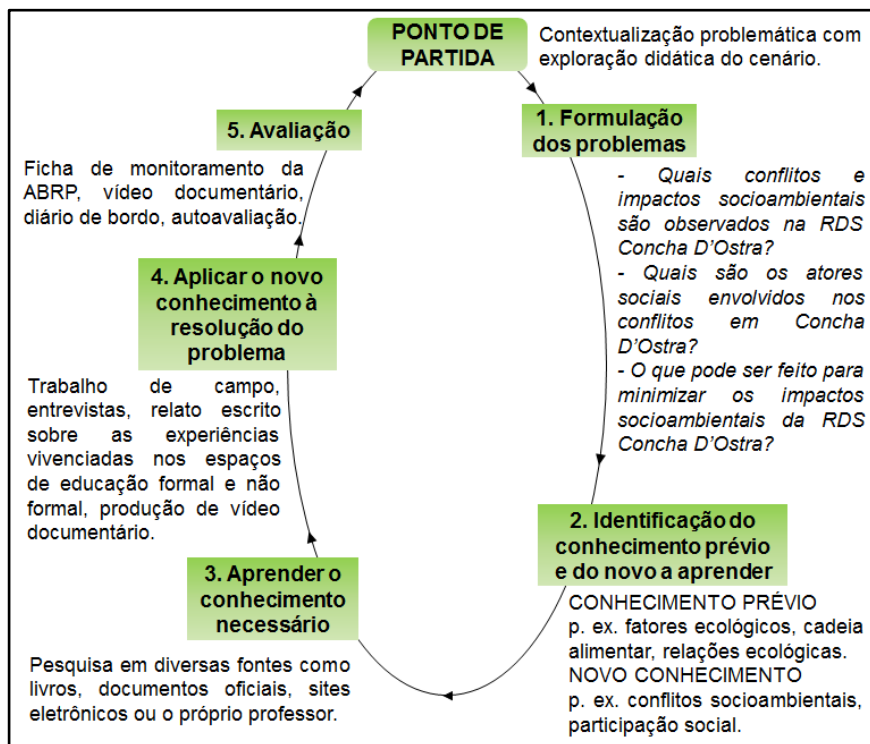 PONTO DE
PARTIDA
Contextualização problemática com
exploração didática do cenário.
1. Formulação
dos problemas
- Quais conflitos e
impactos socioambientais
são observados na RDS
Concha D'Ostra?
- Quais são os atores
sociais envolvidos nos
conflitos em Concha
D'Ostra?
- O que pode ser feito para
minimizar os impactos
socioambientais da RDS
Concha D'Ostra?
2. Identificação do
conhecimento prévio
e do novo a aprender
CONHECIMENTO PRÉVIO
p. ex. fatores ecológicos, cadeia
alimentar, relações ecológicas.
NOVO CONHECIMENTO
p. ex. conflitos socioambientais,
participação social.
3. Aprender o
conhecimento
necessário
Pesquisa em diversas fontes como
livros, documentos oficiais, sites
eletrônicos ou o próprio professor.
4. Aplicar o novo
conhecimento à
resolução do
problema
Trabalho de campo,
entrevistas, relato escrito
sobre as experiências
vivenciadas nos espaços
de educação formal e não
formal, produção de vídeo
documentário.
5. Avaliação
Ficha de monitoramento da
ABRP, vídeo documentário,
diário de bordo, autoavaliação.